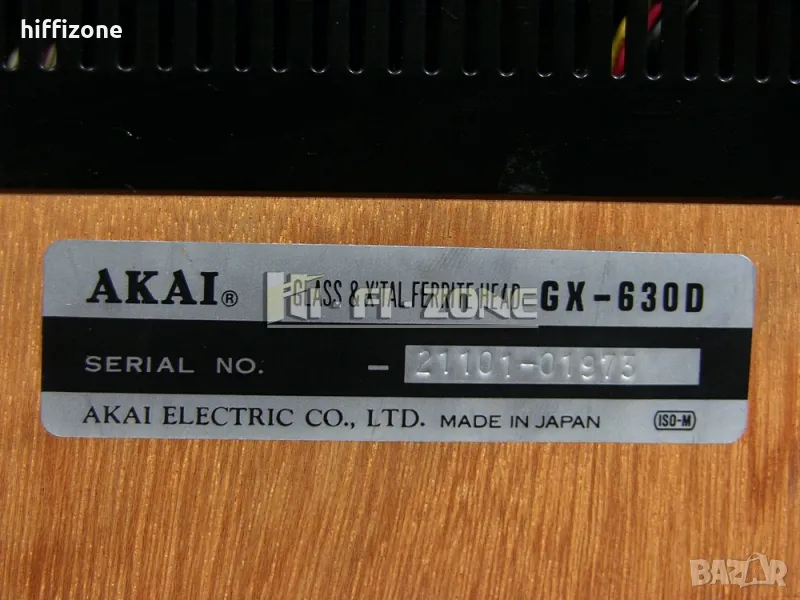 hiffizone
AKAI® GLASS & X'TAL FERRITE HEAD GX-630D
HI-FI ZONE
SERIAL NO. - 21101-01973
AKAI ELECTRIC CO., LTD. MADE IN JAPAN ISO-M
BAZAR